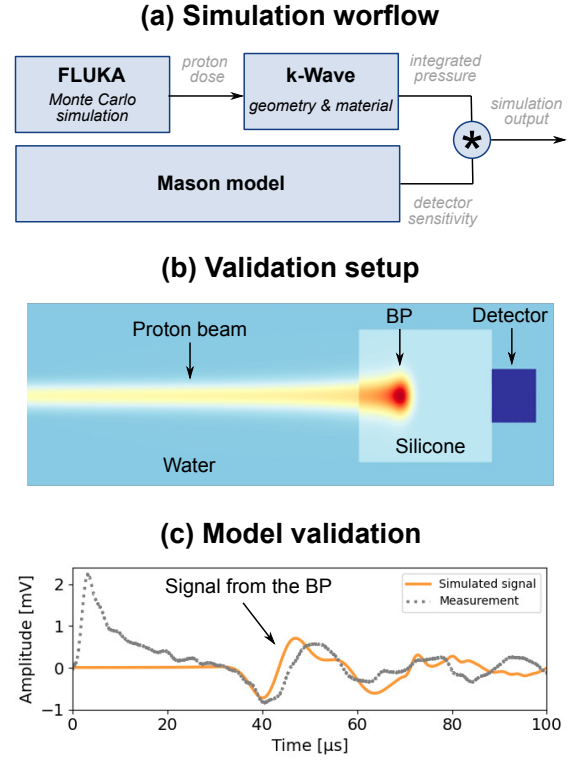 (a) Simulation worflow
FLUKA
Monte Carlo
simulation
proton
dose
k-Wave
geometry & material
integrated
pressure
*
simulation
output
Mason model
detector
sensitivity
(b) Validation setup
Proton beam
BP
Detector
Water
Silicone
(c) Model validation
Signal from the BP
Simulated signal
Measurement
Amplitude [mV]
2
1
0
−1
0
20
40
60
80
100
Time [μs]